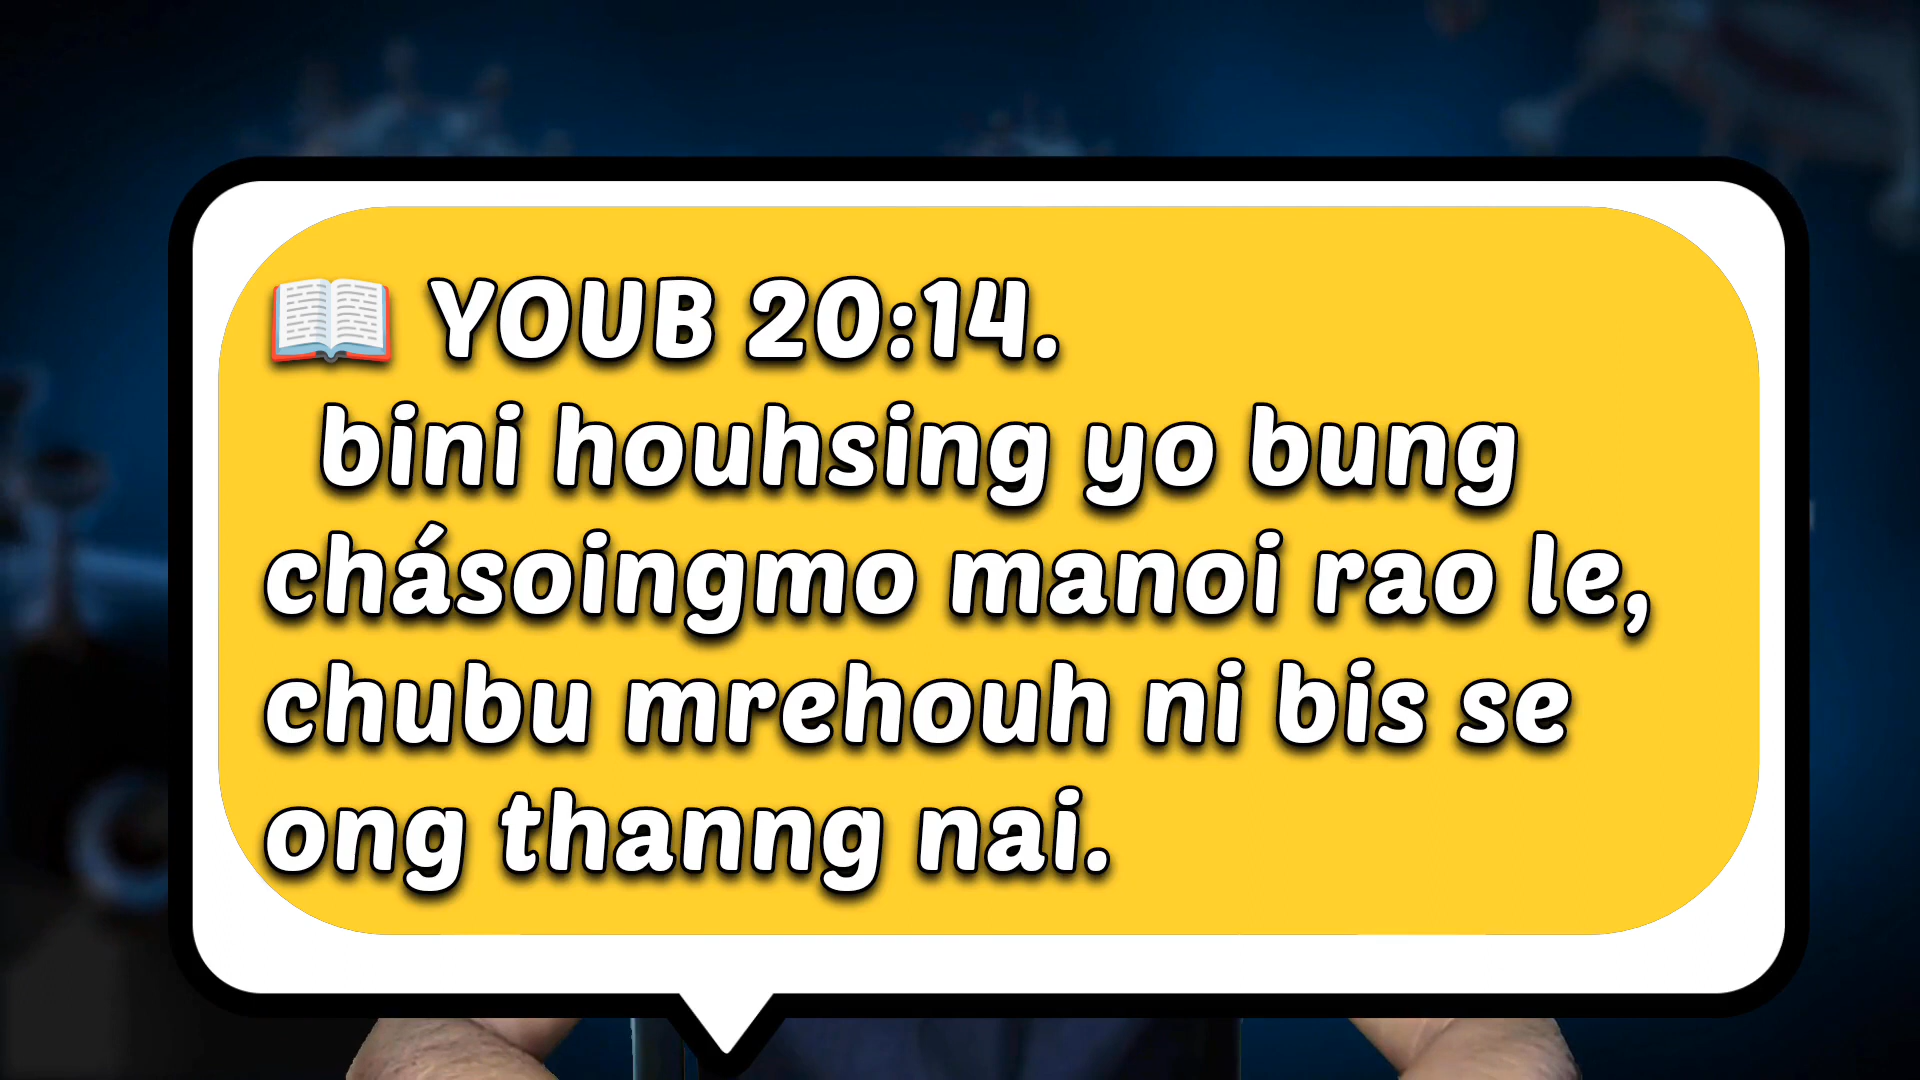 📖 YOUB 20:14.
bini houhsing yo bung
chásoingmo manoi rao le,
chubu mrehouh ni bis se
ong thanng nai.